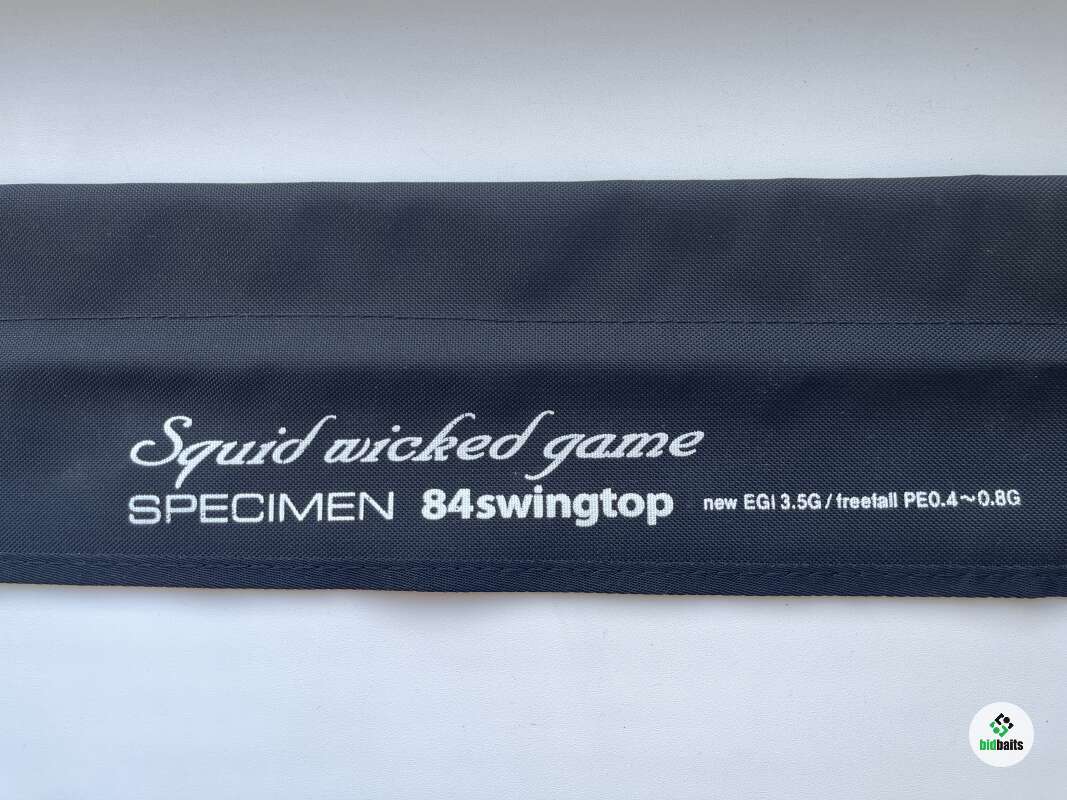 Squid wicked game
SPECIMEN 84swingtop new EGI 3.5G / freefall PE0.4~0.8G
bidbaits